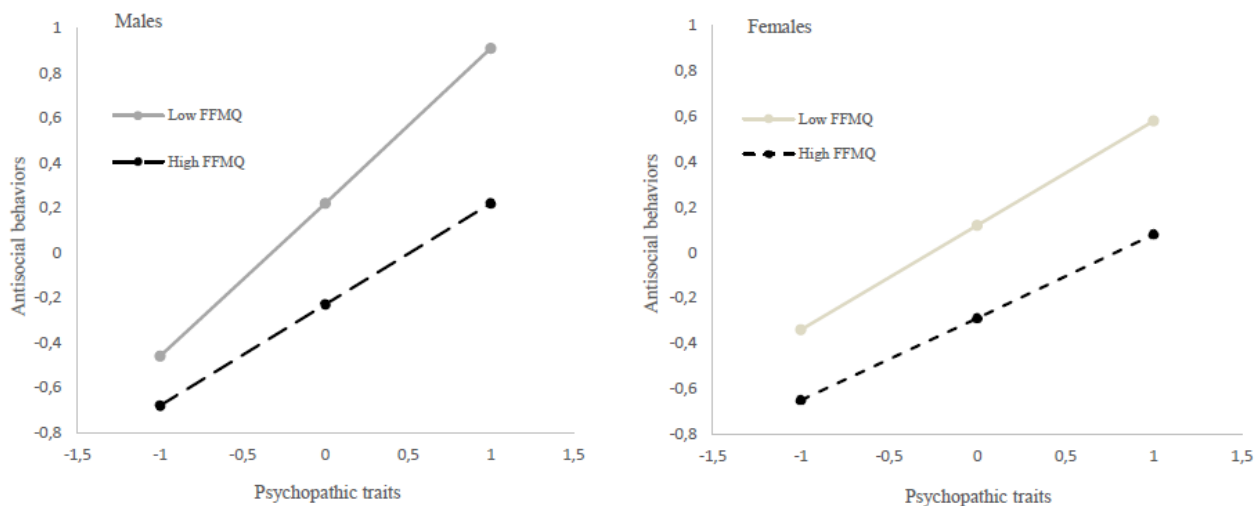 Males
1
0,8
0,6
0,4
0,2
0
-0,2
-0,4
-0,6
-0,8
Antisocial behaviors
Low FFMQ
High FFMQ
-1,5 -1 -0,5 0 0,5 1 1,5
Psychopathic traits
Females
1
0,8
0,6
0,4
0,2
0
-0,2
-0,4
-0,6
-0,8
Antisocial behaviors
Low FFMQ
High FFMQ
-1,5 -1 -0,5 0 0,5 1 1,5
Psychopathic traits